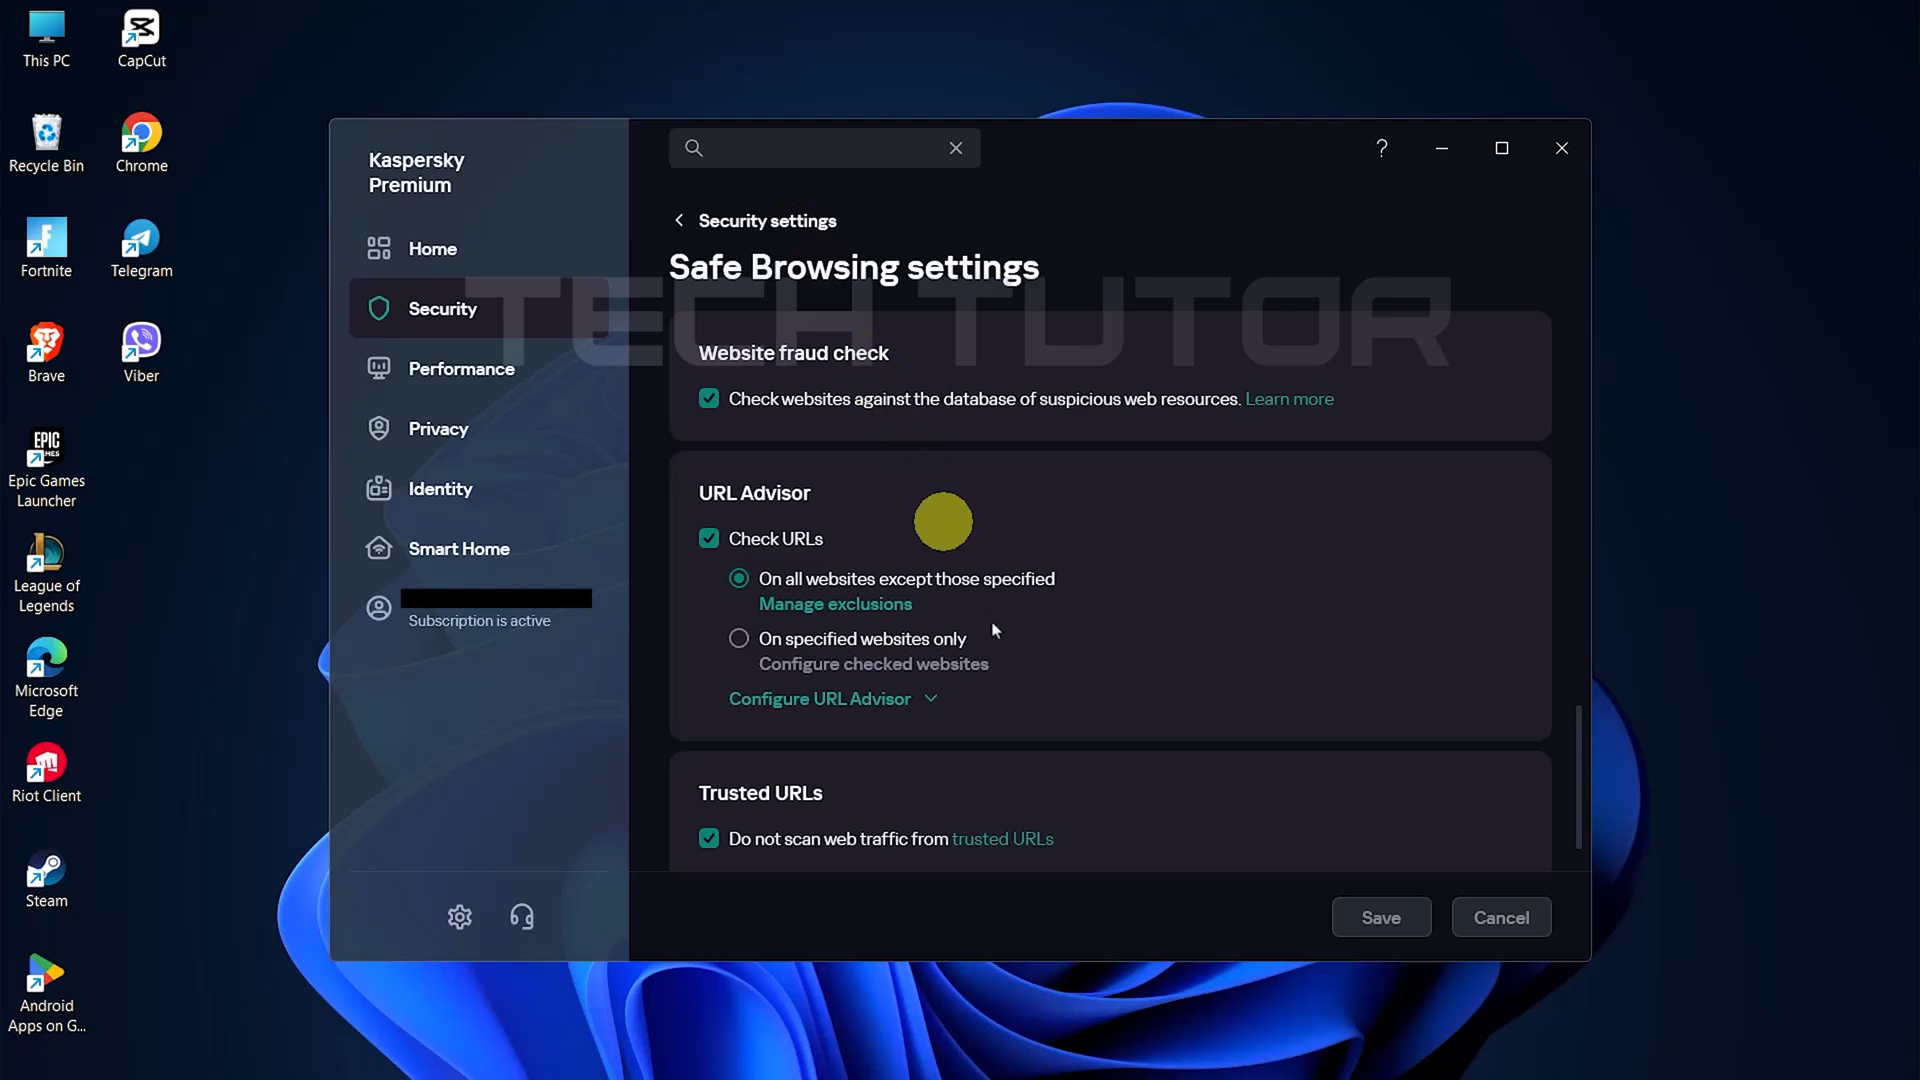 This PC
CapCut
Recycle Bin
Chrome
Fortnite
Telegram
Brave
Viber
EPIC
GAMES
Epic Games
Launcher
League of
Legends
Microsoft
Edge
Riot Client
Steam
Android
Apps on G...
Kaspersky
Premium
Home
Security
Performance
Privacy
Identity
Smart Home
Subscription is active
?
Security settings
Safe Browsing settings
TECH TUTOR
Website fraud check
Check websites against the database of suspicious web resources. Learn more
URL Advisor
Check URLs
On all websites except those specified
Manage exclusions
On specified websites only
Configure checked websites
Configure URL Advisor
Trusted URLs
Do not scan web traffic from trusted URLs
Save
Cancel